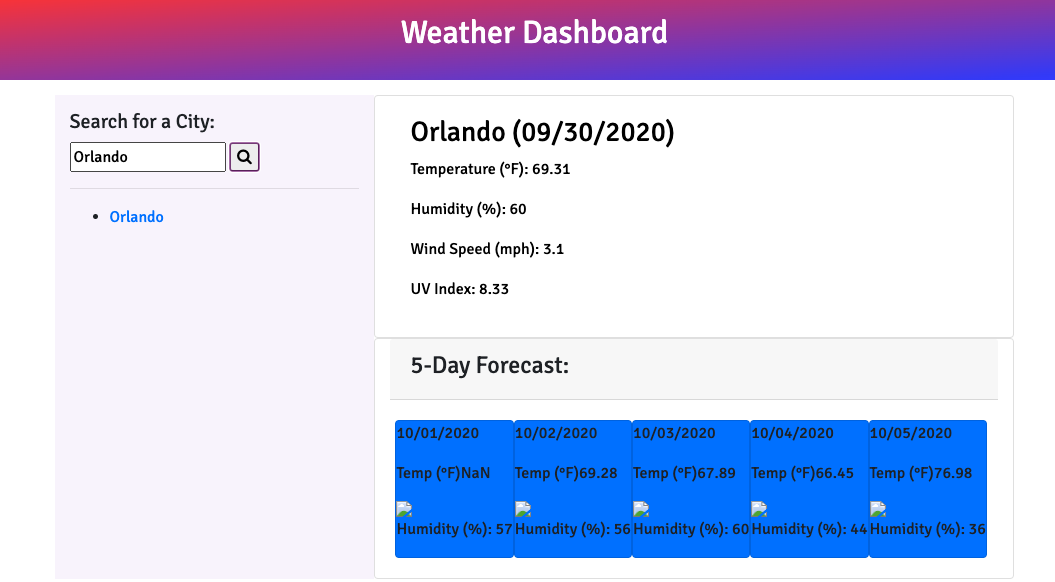 Weather Dashboard
Search for a City:
Orlando
Orlando
Orlando (09/30/2020)
Temperature (°F): 69.31
Humidity (%): 60
Wind Speed (mph): 3.1
UV Index: 8.33
5-Day Forecast:
10/01/2020 10/02/2020 10/03/2020 10/04/2020 10/05/2020
Temp (°F)NaN Temp (°F)69.28 Temp (°F)67.89 Temp (°F)66.45 Temp (°F)76.98
Humidity (%): 57 Humidity (%): 56 Humidity (%): 60 Humidity (%): 44 Humidity (%): 36